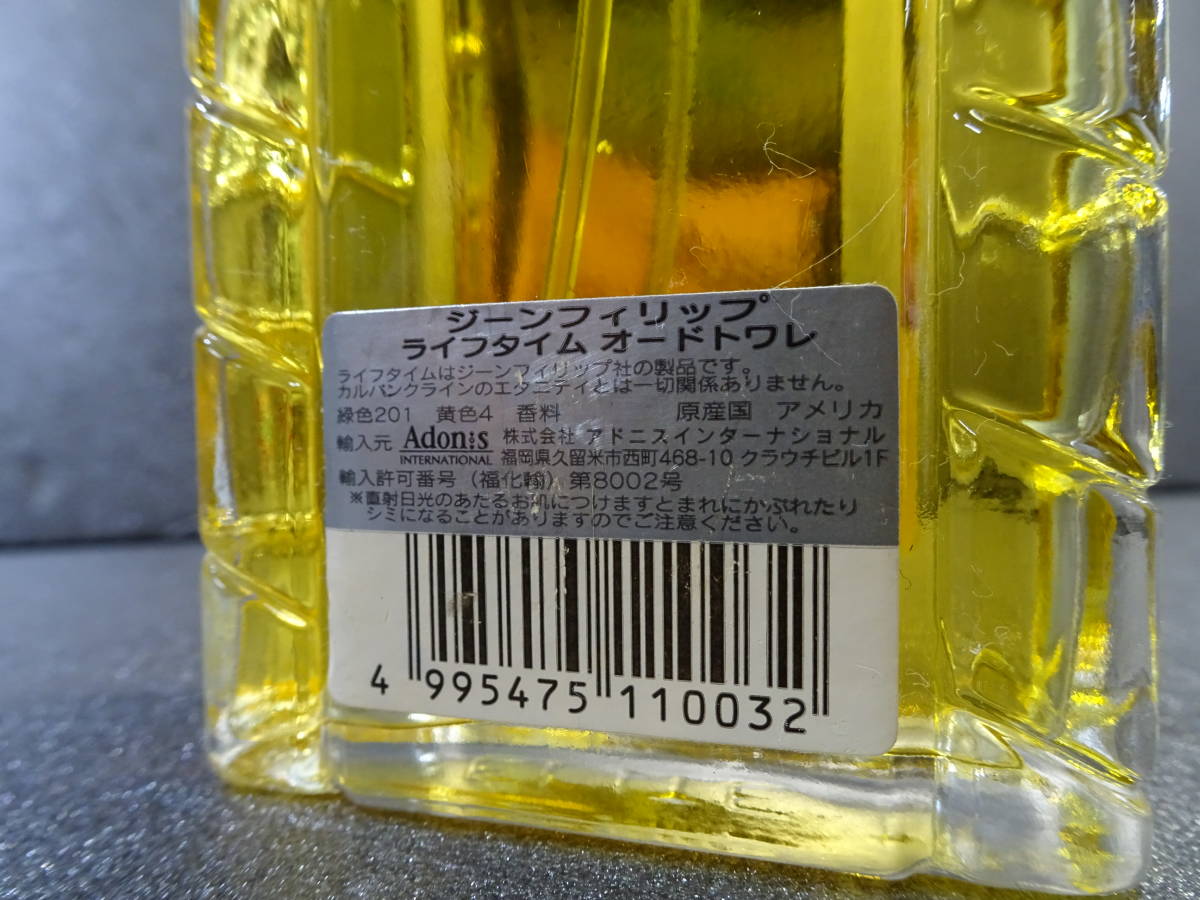 ジーンフィリップ
ライフタイム オードトワレ
ライフタイムはジーンフィリップ社の製品です。
カルバンクラインのエタニティとは一切関係ありません。
緑色201 黄色4 香料 原産国 アメリカ
輸入元 Adonis 株式会社 アドニスインターナショナル
INTERNATIONAL 福岡県久留米市西町468-10 クラウチビル1F
輸入許可番号（福化輸）第8002号
※直射日光のあたるお肌につけますとまれにかぶれたり
シミになることがありますのでご注意ください。
4 995475 110032